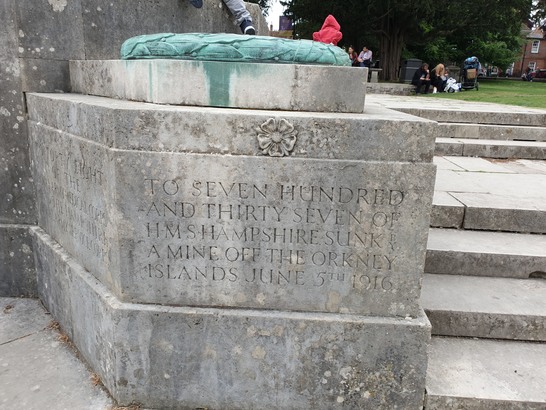 TO SEVEN HUNDRED
AND THIRTY SEVEN OF
H.M.S. HAMPSHIRE SUNK BY
A MINE OFF THE ORKNEY
ISLANDS JUNE 5TH 1916